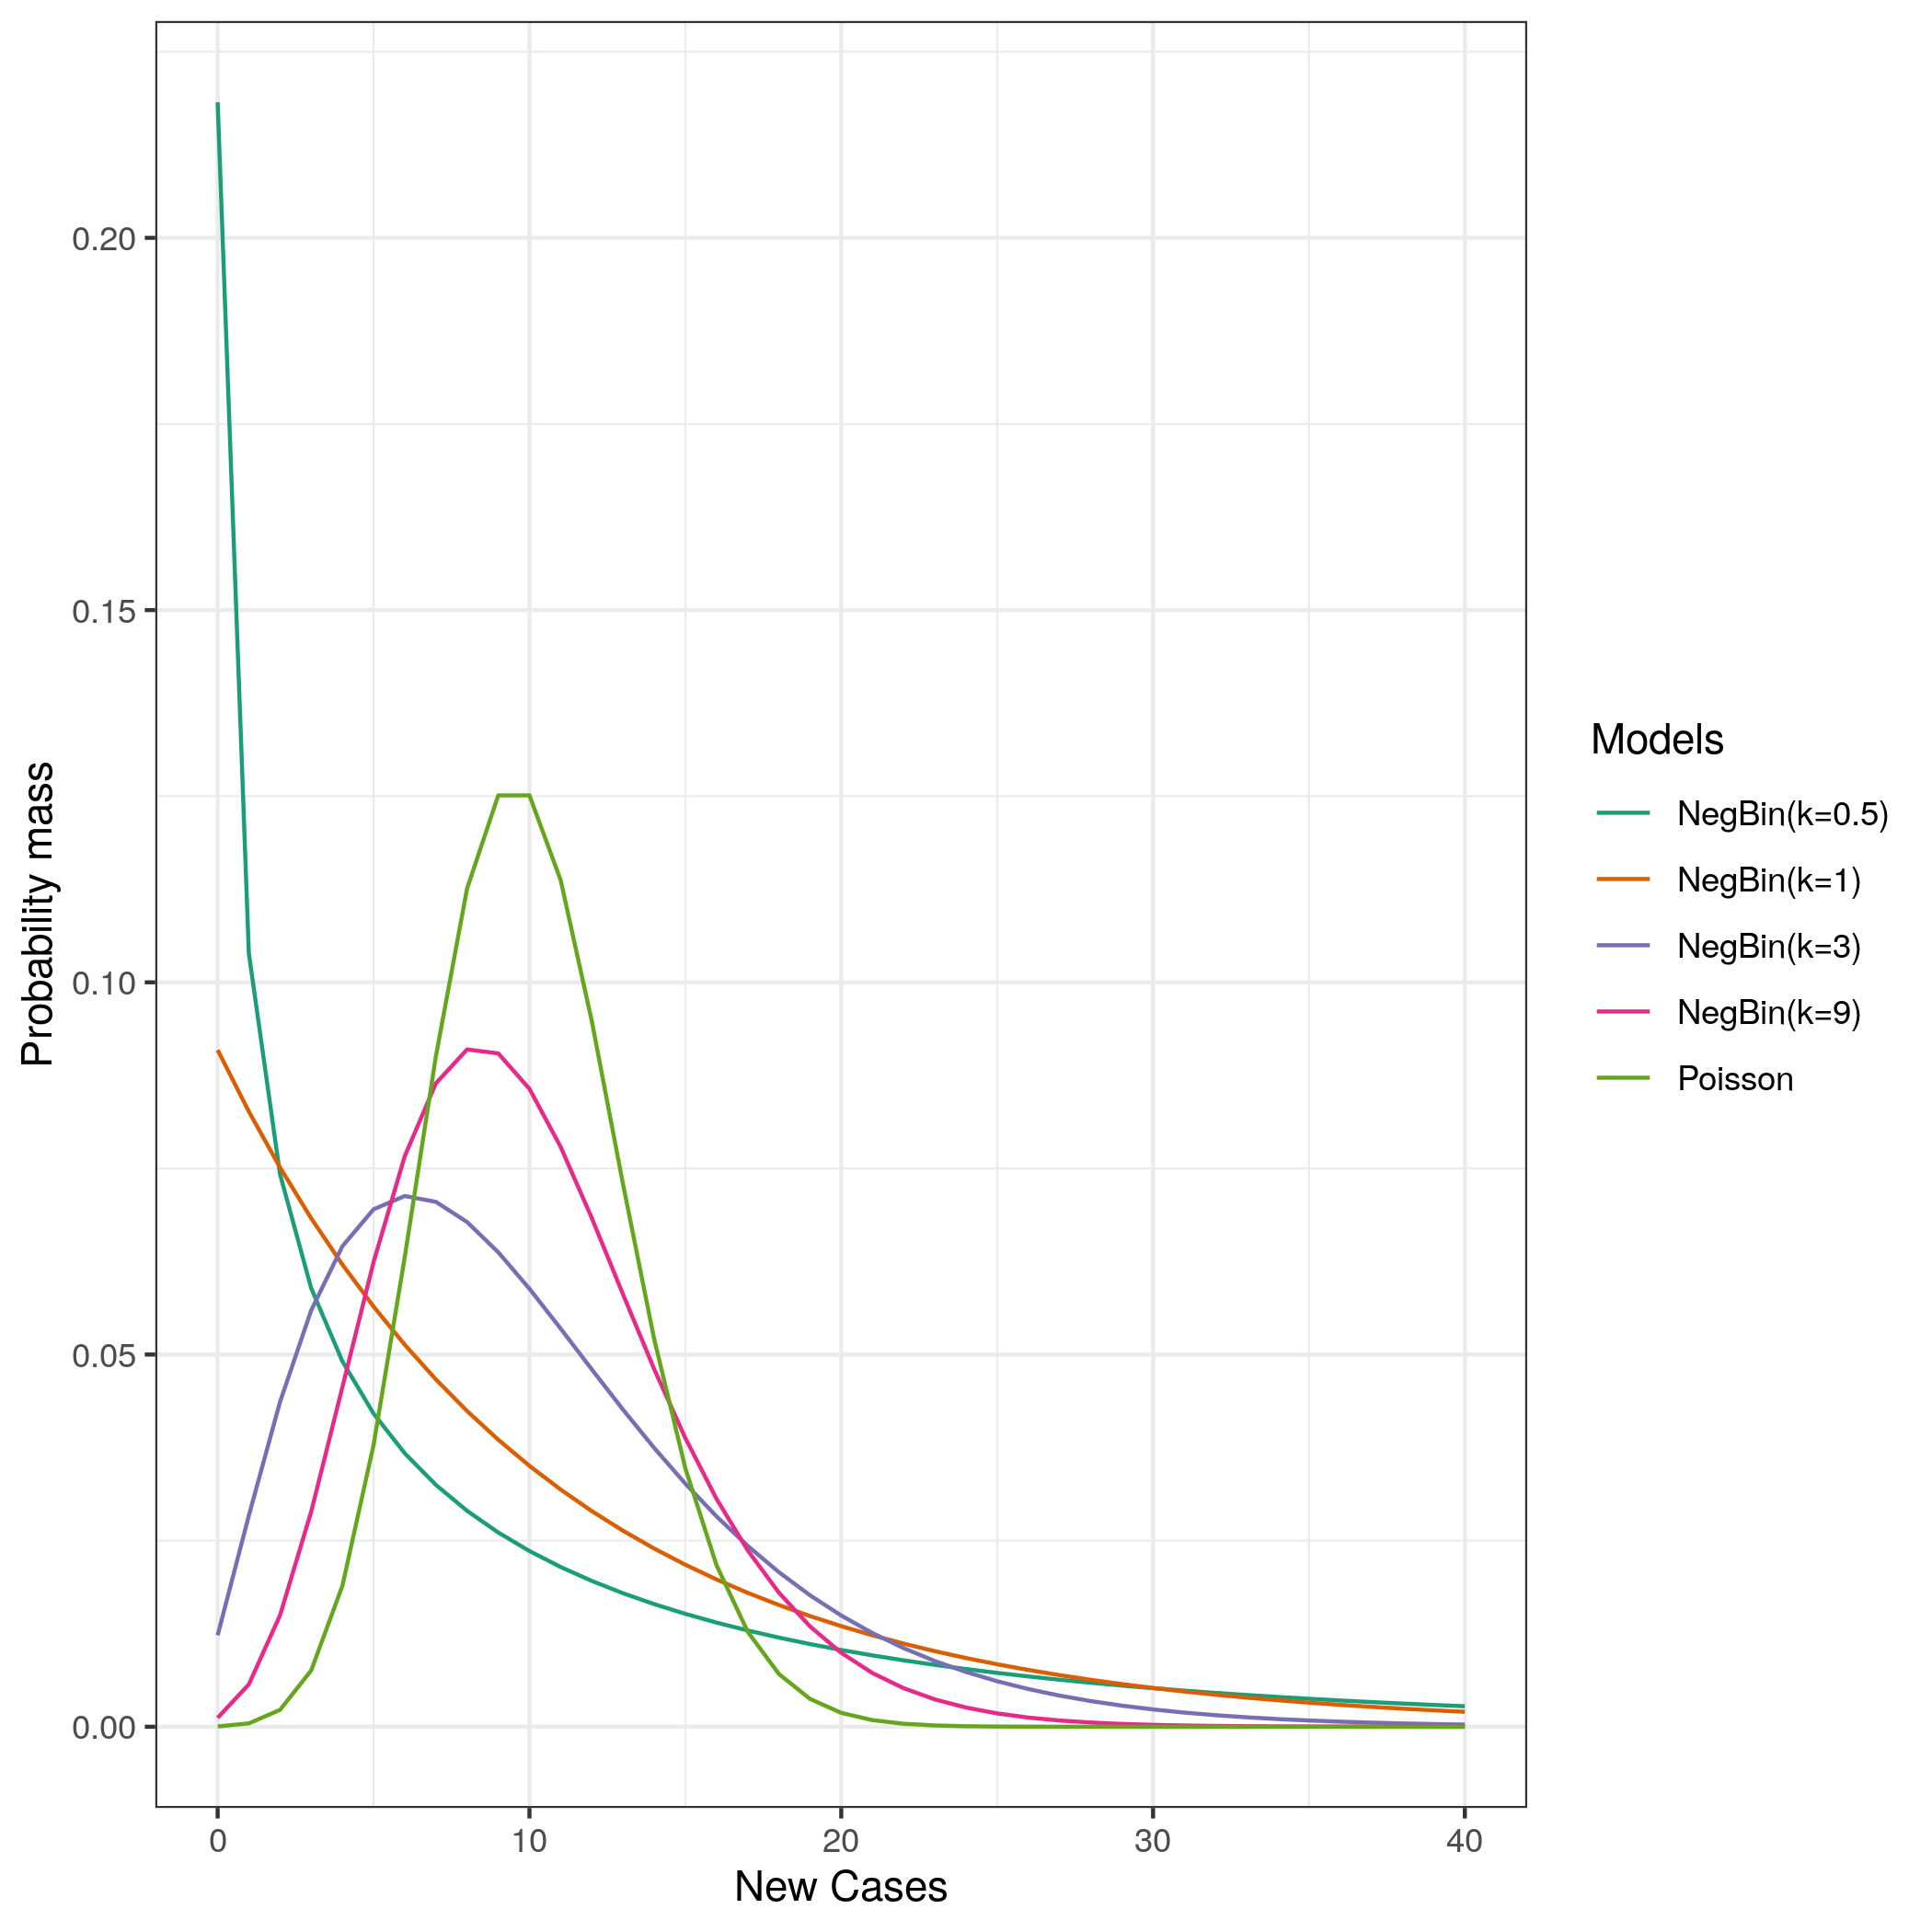 Probability mass
0.20
0.15
0.10
0.05
0.00
0 10 20 30 40
New Cases
Models
NegBin(k=0.5)
NegBin(k=1)
NegBin(k=3)
NegBin(k=9)
Poisson